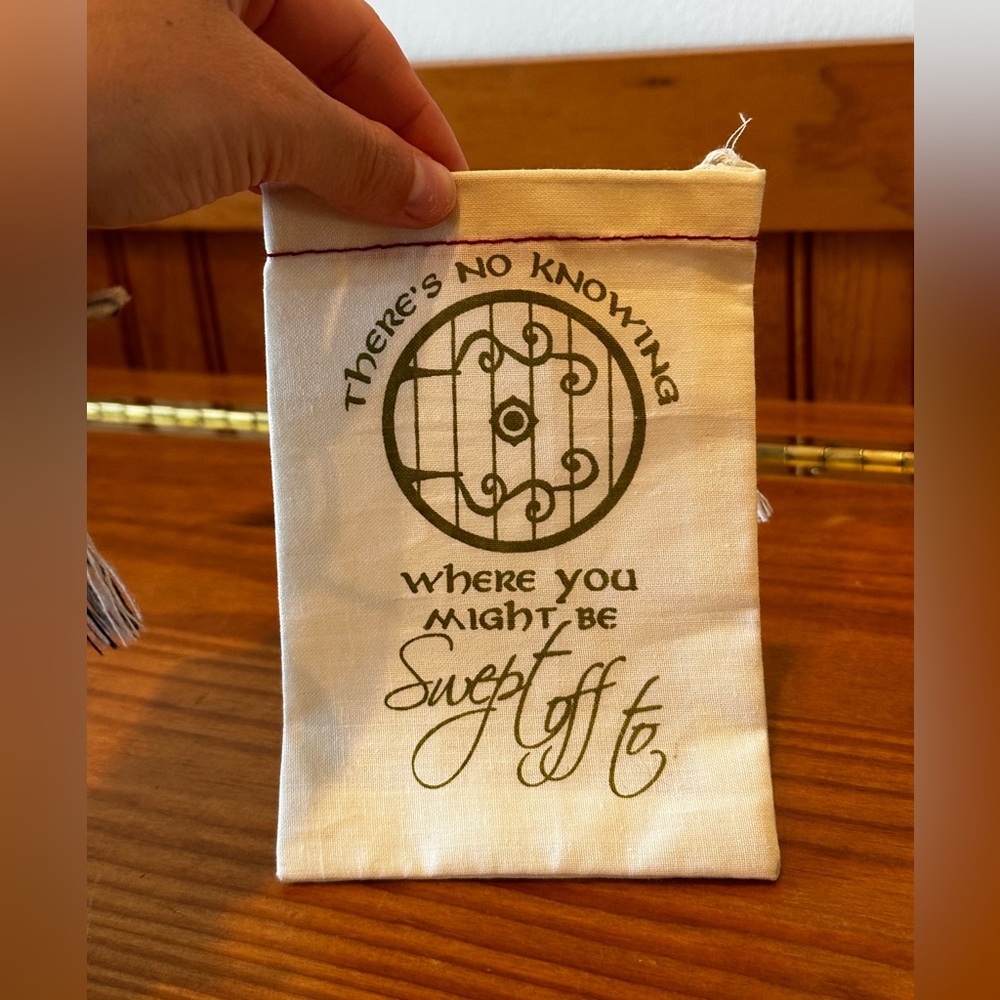 THERE'S NO KNOWING
WHERE YOU
MIGHT BE
Swept off to